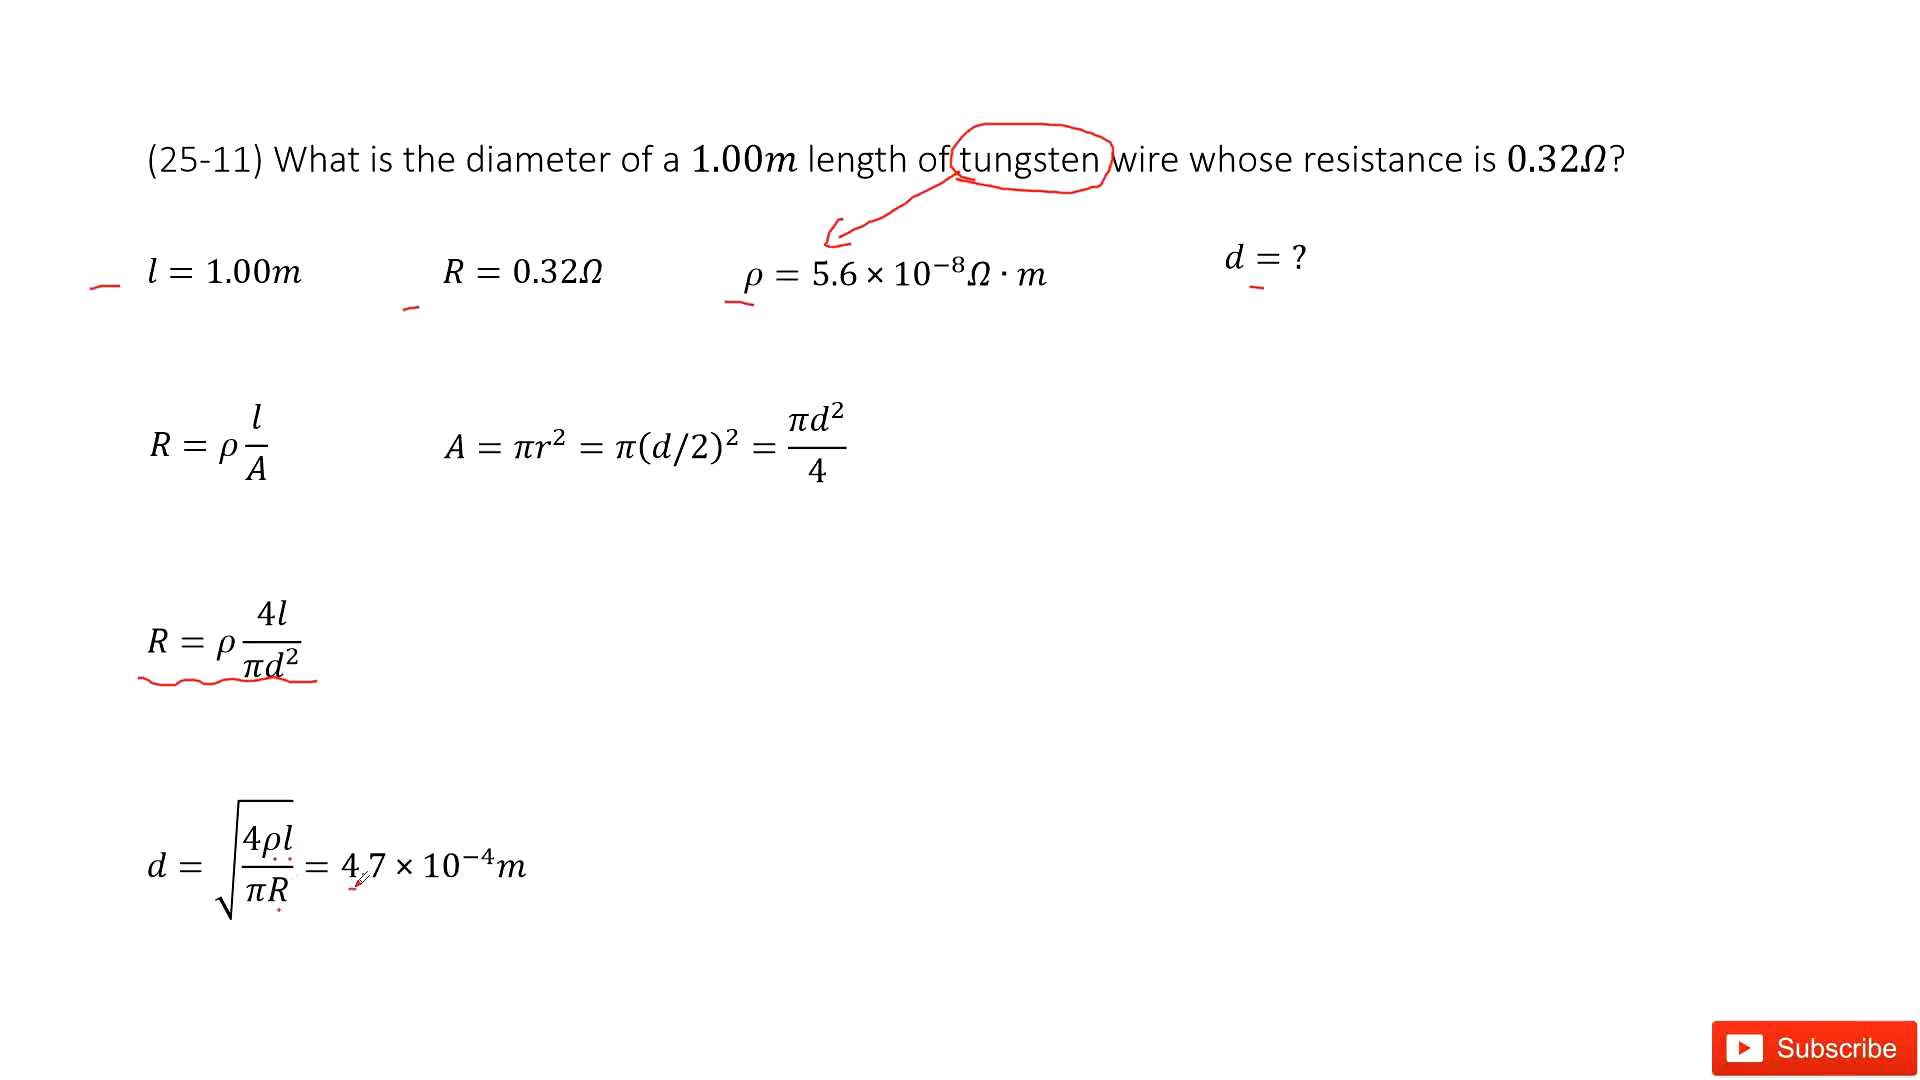 (25-11) What is the diameter of a 1.00m length of tungsten wire whose resistance is 0.32Ω?
l = 1.00m R = 0.32Ω ρ = 5.6 × 10⁻⁸Ω · m d = ?
R = ρ l/A A = πr² = π(d/2)² = πd²/4
R = ρ 4l/πd²
d = √(4ρl/πR) = 4.7 × 10⁻⁴m
Subscribe